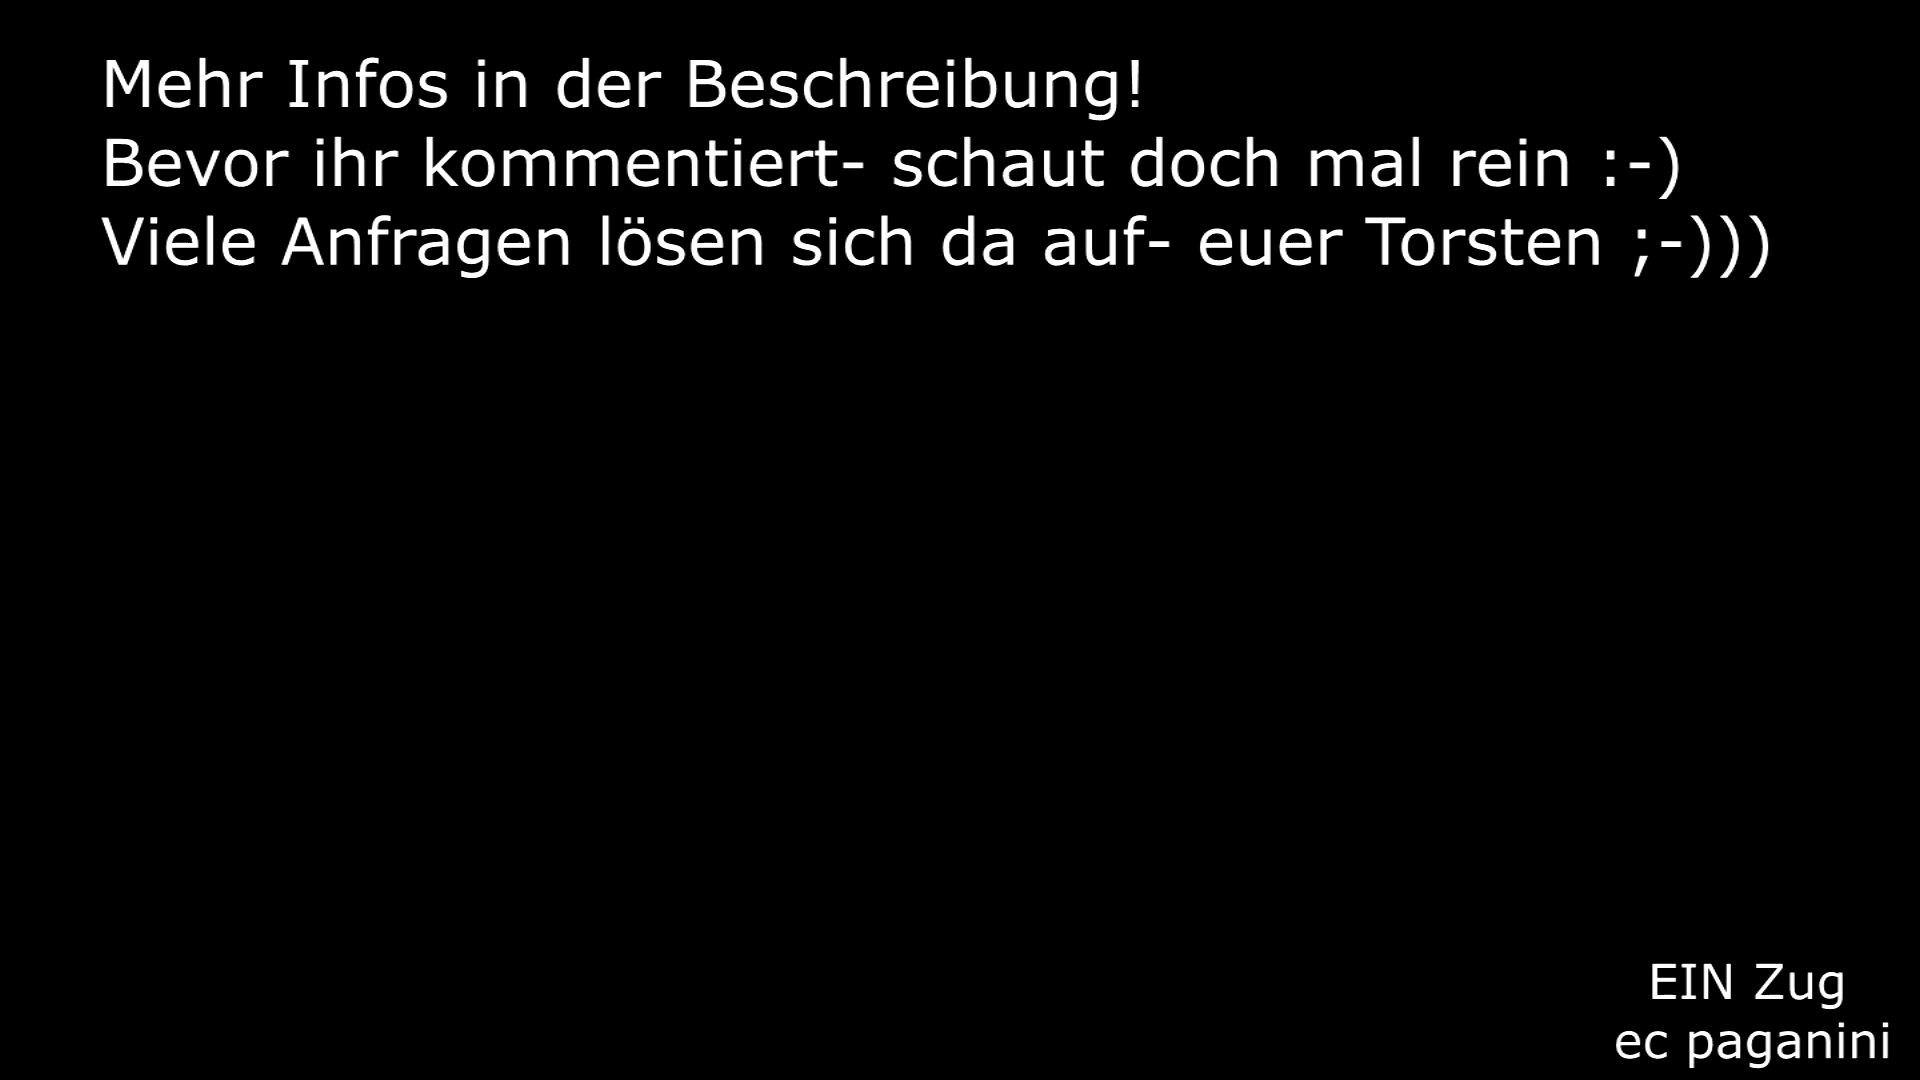 Mehr Infos in der Beschreibung!
Bevor ihr kommentiert- schaut doch mal rein :-)
Viele Anfragen lösen sich da auf- euer Torsten ;-)))
EIN Zug
ec paganini